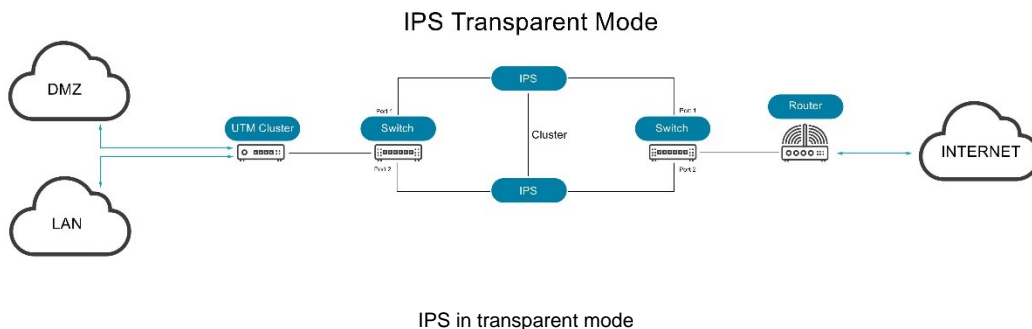 IPS Transparent Mode
DMZ
LAN
UTM Cluster
Port 1
Switch
Port 2
IPS
Cluster
IPS
Port 1
Switch
Port 2
Router
INTERNET
IPS in transparent mode